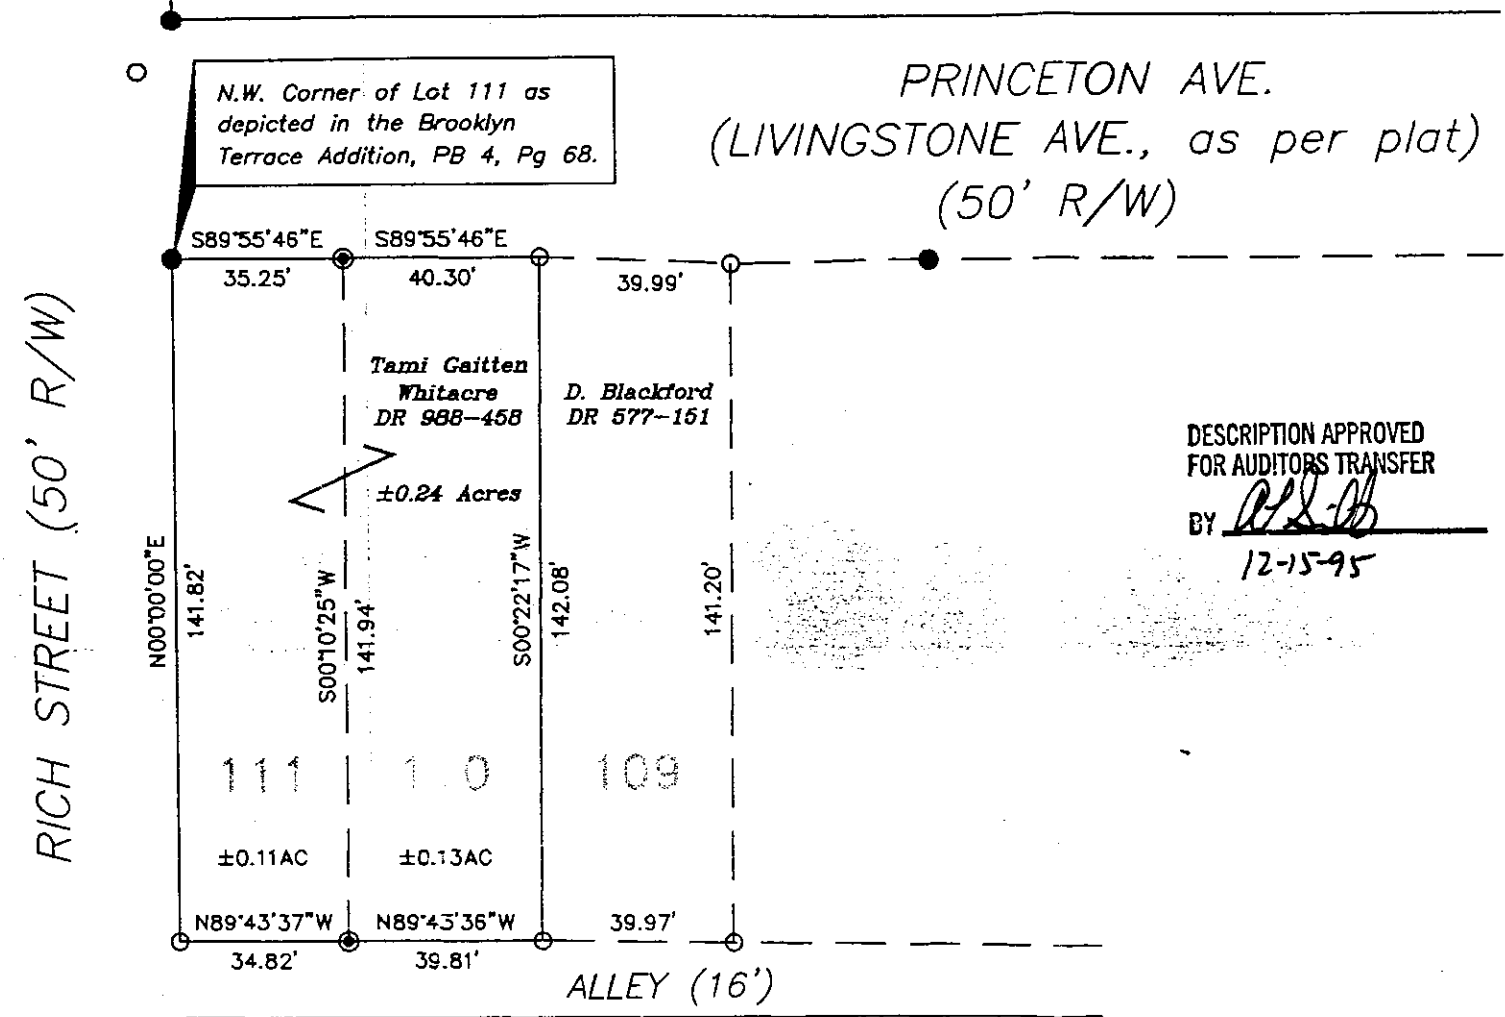 N.W. Corner of Lot 111 as
depicted in the Brooklyn
Terrace Addition, PB 4, Pg 68.
PRINCETON AVE.
(LIVINGSTONE AVE., as per plat)
(50' R/W)
S89°55'46"E
S89°55'46"E
35.25'
40.30'
39.99'
RICH STREET (50' R/W)
Tami Gaitten
Whitacre
DR 988-458
±0.24 Acres
D. Blackford
DR 577-151
DESCRIPTION APPROVED
FOR AUDITORS TRANSFER
BY
12-15-95
N00°00'00"E
141.82'
S00°10'25"W
141.94'
S00°22'17"W
142.08'
141.20'
111
1 0
109
±0.11AC
±0.13AC
N89°43'37"W
N89°43'36"W
39.97'
34.82'
39.81'
ALLEY (16')